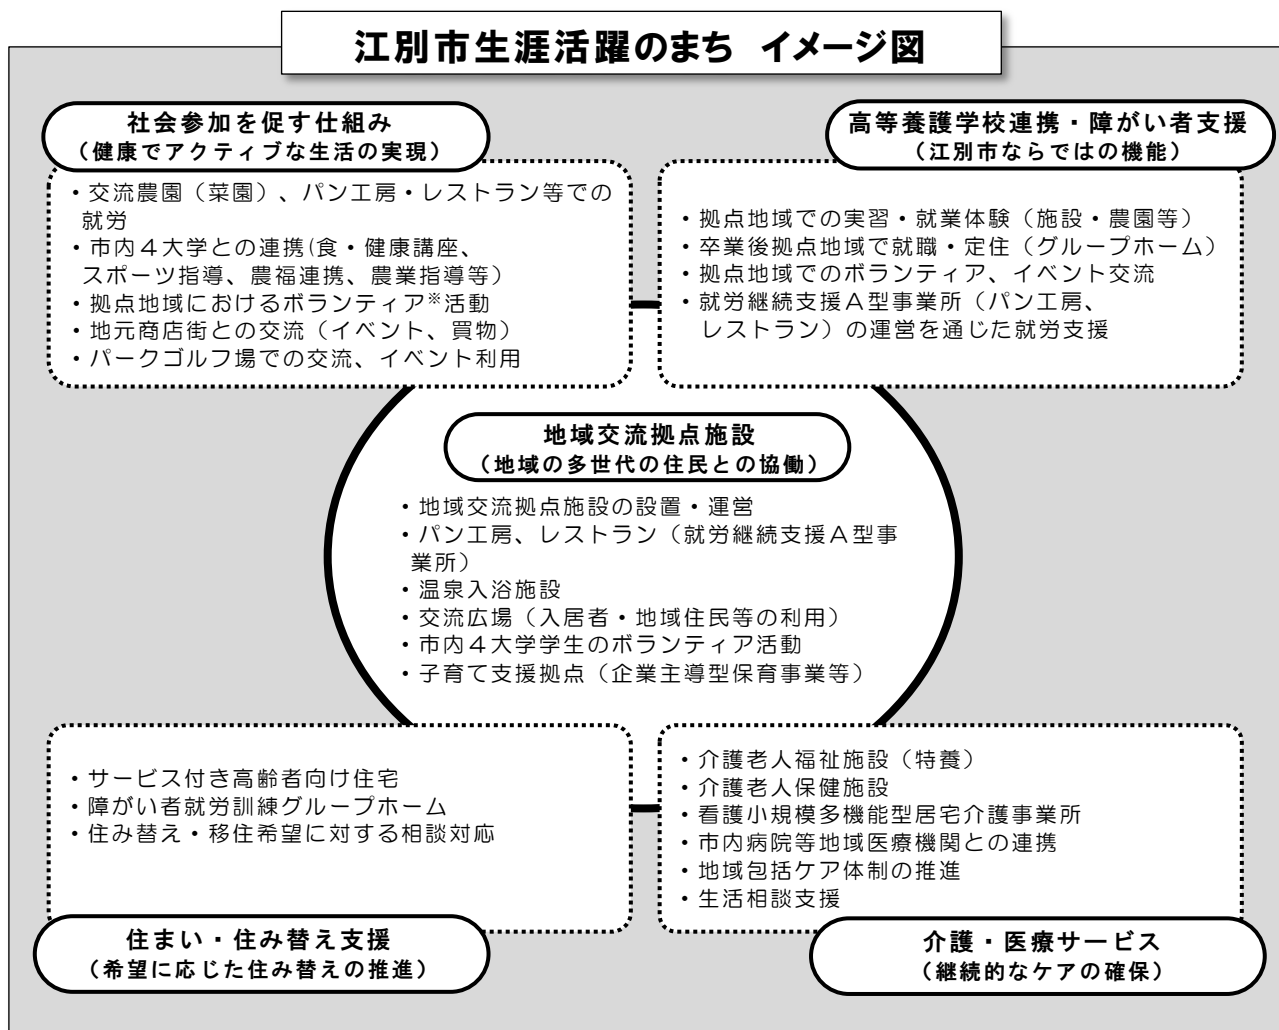 江別市生涯活躍のまち イメージ図
社会参加を促す仕組み
（健康でアクティブな生活の実現）
・交流農園（菜園）、パン工房・レストラン等での
就労
・市内４大学との連携(食・健康講座、
スポーツ指導、農福連携、農業指導等）
・拠点地域におけるボランティア※活動
・地元商店街との交流（イベント、買物）
・パークゴルフ場での交流、イベント利用
高等養護学校連携・障がい者支援
（江別市ならではの機能）
・拠点地域での実習・就業体験（施設・農園等）
・卒業後拠点地域で就職・定住（グループホーム）
・拠点地域でのボランティア、イベント交流
・就労継続支援Ａ型事業所（パン工房、
レストラン）の運営を通じた就労支援
地域交流拠点施設
（地域の多世代の住民との協働）
・地域交流拠点施設の設置・運営
・パン工房、レストラン（就労継続支援Ａ型事
業所）
・温泉入浴施設
・交流広場（入居者・地域住民等の利用）
・市内４大学学生のボランティア活動
・子育て支援拠点（企業主導型保育事業等）
・サービス付き高齢者向け住宅
・障がい者就労訓練グループホーム
・住み替え・移住希望に対する相談対応
住まい・住み替え支援
（希望に応じた住み替えの推進）
・介護老人福祉施設（特養）
・介護老人保健施設
・看護小規模多機能型居宅介護事業所
・市内病院等地域医療機関との連携
・地域包括ケア体制の推進
・生活相談支援
介護・医療サービス
（継続的なケアの確保）